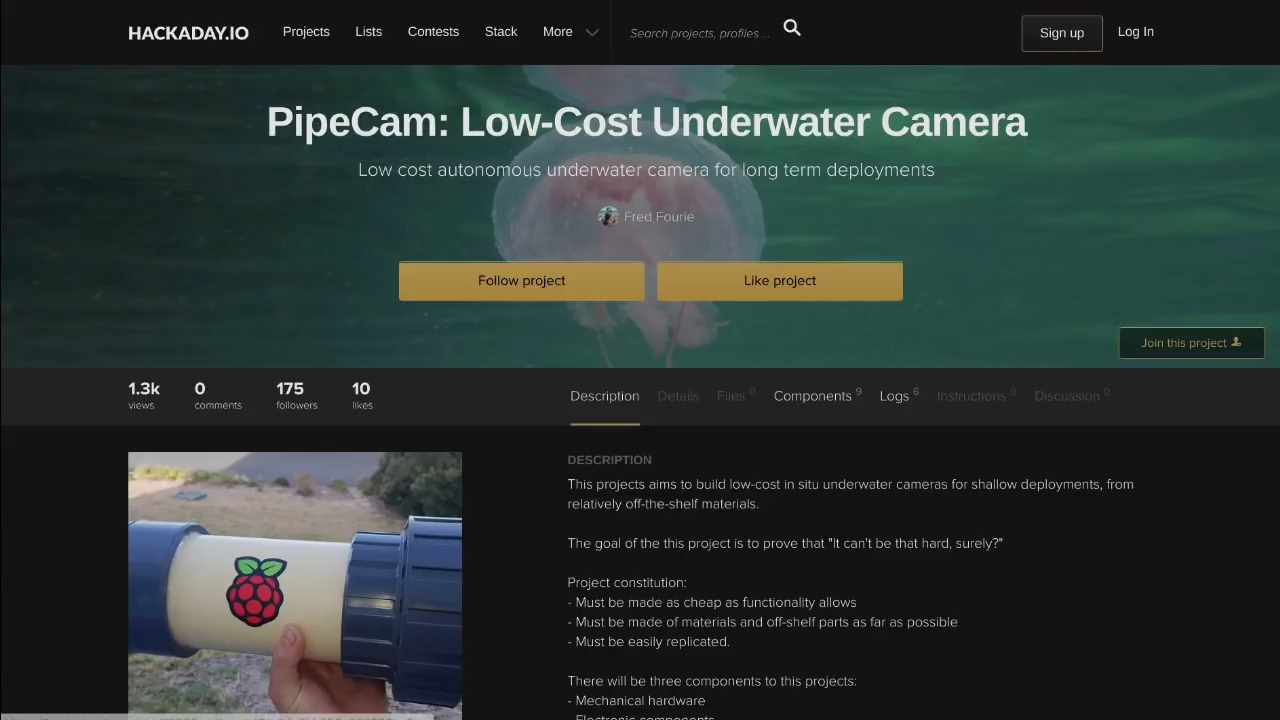 HACKADAY.IO Projects Lists Contests Stack More Search projects, profiles ... Sign up Log In
PipeCam: Low-Cost Underwater Camera
Low cost autonomous underwater camera for long term deployments
Fred Fourie
Follow project Like project
Join this project
1.3k 0 175 10
views comments followers likes
Description Details Files 0 Components 9 Logs 6 Instructions 0 Discussion 0
DESCRIPTION
This projects aims to build low-cost in situ underwater cameras for shallow deployments, from
relatively off-the-shelf materials.
The goal of the this project is to prove that "It can't be that hard, surely?"
Project constitution:
- Must be made as cheap as functionality allows
- Must be made of materials and off-shelf parts as far as possible
- Must be easily replicated.
There will be three components to this projects:
- Mechanical hardware
- Electronic components